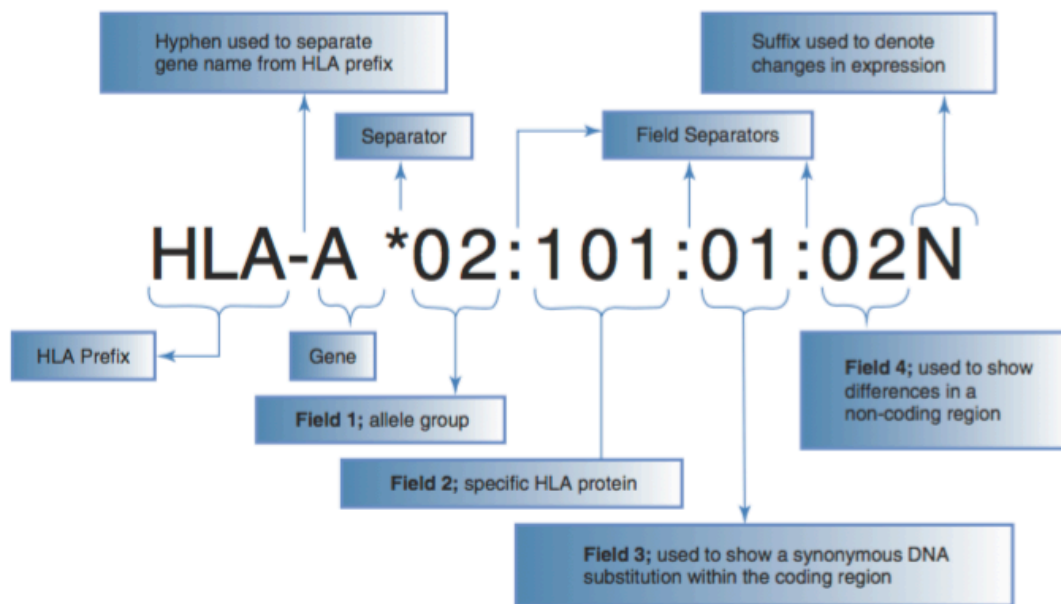 Hyphen used to separate
gene name from HLA prefix
Suffix used to denote
changes in expression
Separator
Field Separators
HLA-A *02:101:01:02N
HLA Prefix
Gene
Field 4; used to show
differences in a
non-coding region
Field 1; allele group
Field 2; specific HLA protein
Field 3; used to show a synonymous DNA
substitution within the coding region